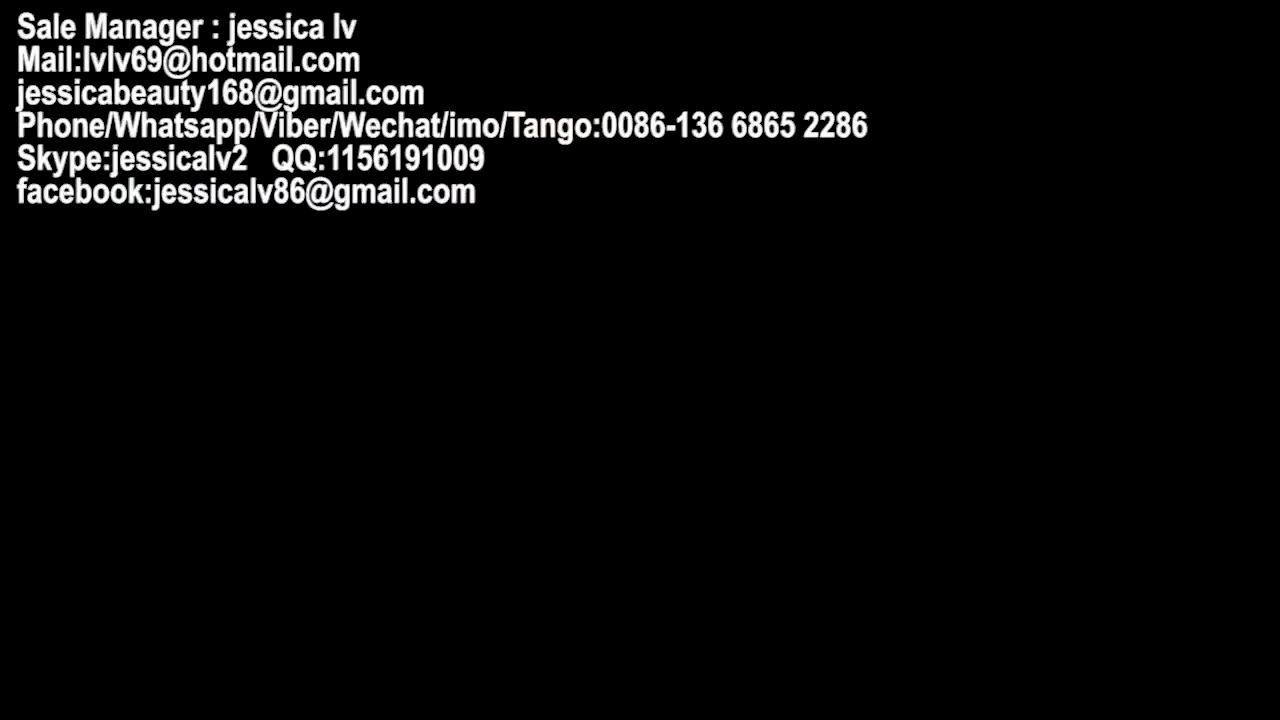 Sale Manager : jessica lv
Mail:lvlv69@hotmail.com
jessicabeauty168@gmail.com
Phone/Whatsapp/Viber/Wechat/imo/Tango:0086-136 6865 2286
Skype:jessicalv2   QQ:1156191009
facebook:jessicalv86@gmail.com